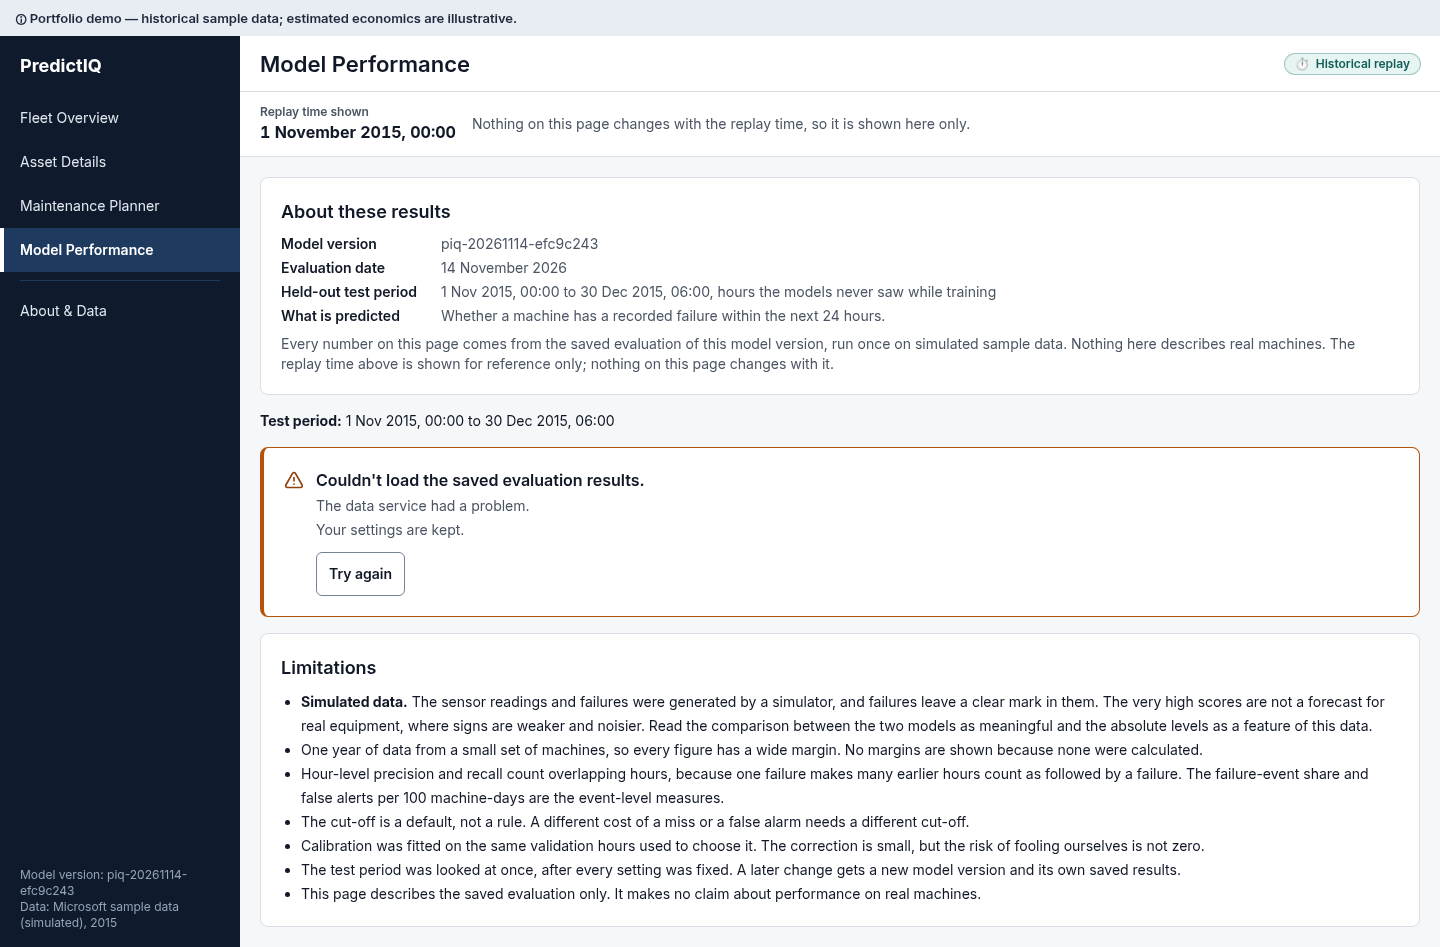 Portfolio demo — historical sample data; estimated economics are illustrative.
PredictIQ
Fleet Overview
Asset Details
Maintenance Planner
Model Performance
About & Data
Model version: piq-20261114-
efc9c243
Data: Microsoft sample data
(simulated), 2015
Model Performance
Historical replay
Replay time shown
1 November 2015, 00:00
Nothing on this page changes with the replay time, so it is shown here only.
About these results
Model version piq-20261114-efc9c243
Evaluation date 14 November 2026
Held-out test period 1 Nov 2015, 00:00 to 30 Dec 2015, 06:00, hours the models never saw while training
What is predicted Whether a machine has a recorded failure within the next 24 hours.
Every number on this page comes from the saved evaluation of this model version, run once on simulated sample data. Nothing here describes real machines. The
replay time above is shown for reference only; nothing on this page changes with it.
Test period: 1 Nov 2015, 00:00 to 30 Dec 2015, 06:00
Couldn't load the saved evaluation results.
The data service had a problem.
Your settings are kept.
Try again
Limitations
• Simulated data. The sensor readings and failures were generated by a simulator, and failures leave a clear mark in them. The very high scores are not a forecast for
real equipment, where signs are weaker and noisier. Read the comparison between the two models as meaningful and the absolute levels as a feature of this data.
• One year of data from a small set of machines, so every figure has a wide margin. No margins are shown because none were calculated.
• Hour-level precision and recall count overlapping hours, because one failure makes many earlier hours count as followed by a failure. The failure-event share and
false alerts per 100 machine-days are the event-level measures.
• The cut-off is a default, not a rule. A different cost of a miss or a false alarm needs a different cut-off.
• Calibration was fitted on the same validation hours used to choose it. The correction is small, but the risk of fooling ourselves is not zero.
• The test period was looked at once, after every setting was fixed. A later change gets a new model version and its own saved results.
• This page describes the saved evaluation only. It makes no claim about performance on real machines.